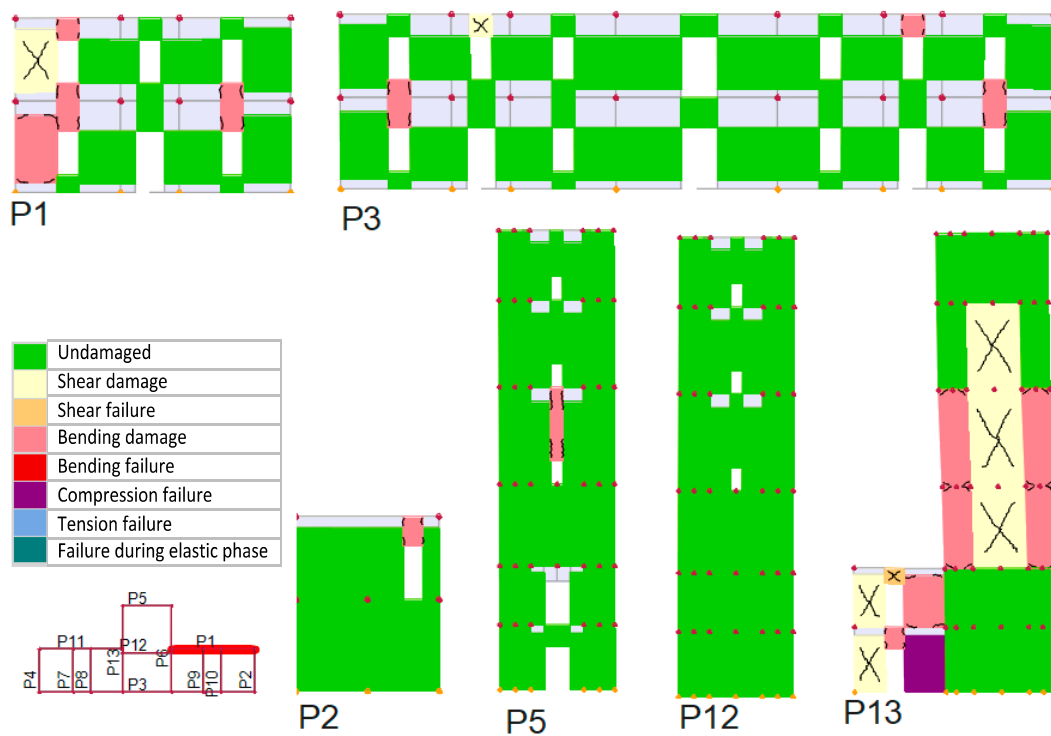 P1
P3
Undamaged
Shear damage
Shear failure
Bending damage
Bending failure
Compression failure
Tension failure
Failure during elastic phase
P5
P11
P12
P1
P13
P6
P4
P7
P8
P9
P10
P2
P3
P2
P5
P12
P13